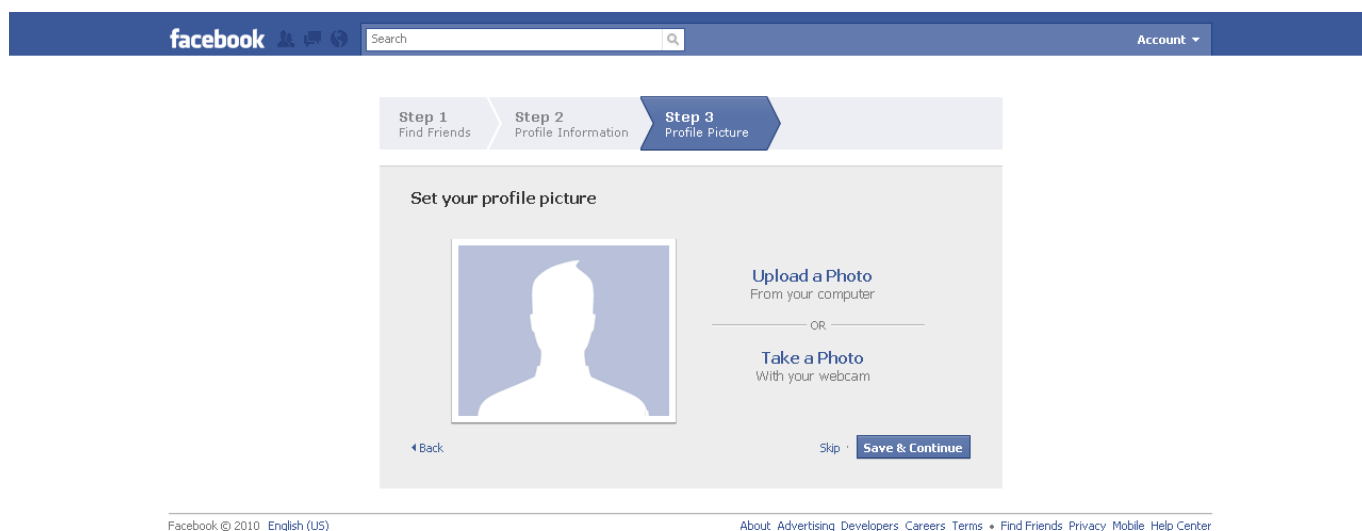 facebook Search Account
Step 1 Step 2 Step 3
Find Friends Profile Information Profile Picture
Set your profile picture
Upload a Photo
From your computer
OR
Take a Photo
With your webcam
Back Skip · Save & Continue
Facebook © 2010 English (US) About Advertising Developers Careers Terms • Find Friends Privacy Mobile Help Center